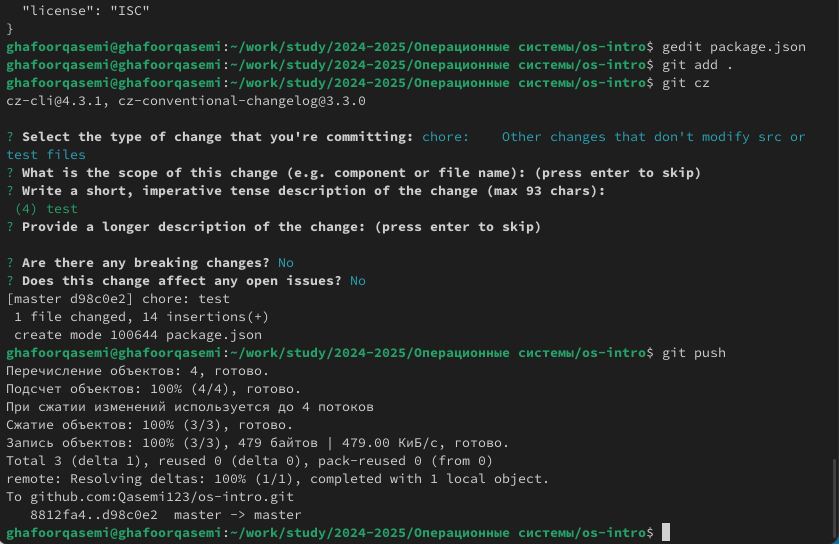 "license": "ISC"
}
ghafoorqasemi@ghafoorqasemi:~/work/study/2024-2025/Операционные системы/os-intro$ gedit package.json
ghafoorqasemi@ghafoorqasemi:~/work/study/2024-2025/Операционные системы/os-intro$ git add .
ghafoorqasemi@ghafoorqasemi:~/work/study/2024-2025/Операционные системы/os-intro$ git cz
cz-cli@4.3.1, cz-conventional-changelog@3.3.0
? Select the type of change that you're committing: chore:    Other changes that don't modify src or
test files
? What is the scope of this change (e.g. component or file name): (press enter to skip)
? Write a short, imperative tense description of the change (max 93 chars):
(4) test
? Provide a longer description of the change: (press enter to skip)
? Are there any breaking changes? No
? Does this change affect any open issues? No
[master d98c0e2] chore: test
1 file changed, 14 insertions(+)
create mode 100644 package.json
ghafoorqasemi@ghafoorqasemi:~/work/study/2024-2025/Операционные системы/os-intro$ git push
Перечисление объектов: 4, готово.
Подсчет объектов: 100% (4/4), готово.
При сжатии изменений используется до 4 потоков
Сжатие объектов: 100% (3/3), готово.
Запись объектов: 100% (3/3), 479 байтов | 479.00 КиБ/с, готово.
Total 3 (delta 1), reused 0 (delta 0), pack-reused 0 (from 0)
remote: Resolving deltas: 100% (1/1), completed with 1 local object.
To github.com:Qasemi123/os-intro.git
8812fa4..d98c0e2  master -> master
ghafoorqasemi@ghafoorqasemi:~/work/study/2024-2025/Операционные системы/os-intro$